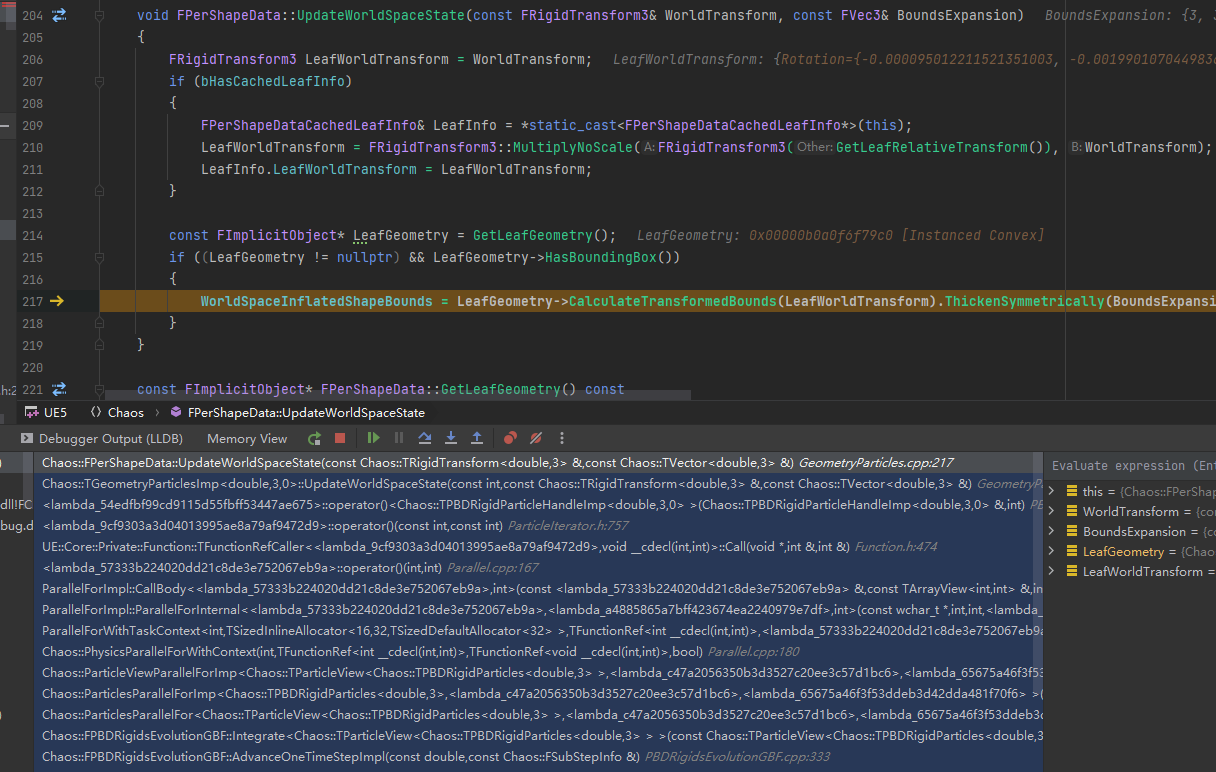 204 void FPerShapeData::UpdateWorldSpaceState(const FRigidTransform3& WorldTransform, const FVec3& BoundsExpansion) BoundsExpansion: {3,
205 {
206 FRigidTransform3 LeafWorldTransform = WorldTransform; LeafWorldTransform: {Rotation={-0.000095012211521351003, -0.001990107044983
207 if (bHasCachedLeafInfo)
208 {
209 FPerShapeDataCachedLeafInfo& LeafInfo = *static_cast<FPerShapeDataCachedLeafInfo*>(this);
210 LeafWorldTransform = FRigidTransform3::MultiplyNoScale(A:FRigidTransform3(Other:GetLeafRelativeTransform()), B:WorldTransform);
211 LeafInfo.LeafWorldTransform = LeafWorldTransform;
212 }
213
214 const FImplicitObject* LeafGeometry = GetLeafGeometry(); LeafGeometry: 0x00000b0a0f6f79c0 [Instanced Convex]
215 if ((LeafGeometry != nullptr) && LeafGeometry->HasBoundingBox())
216 {
217 WorldSpaceInflatedShapeBounds = LeafGeometry->CalculateTransformedBounds(LeafWorldTransform).ThickenSymmetrically(BoundsExpansi
218 }
219 }
220
.h:2 221 const FImplicitObject* FPerShapeData::GetLeafGeometry() const
UE5 Chaos › FPerShapeData::UpdateWorldSpaceState
Debugger Output (LLDB) Memory View
Chaos::FPerShapeData::UpdateWorldSpaceState(const Chaos::TRigidTransform<double,3> &,const Chaos::TVector<double,3> &) GeometryParticles.cpp:217
Evaluate expression (Ent
Chaos::TGeometryParticlesImp<double,3,0>::UpdateWorldSpaceState(const int,const Chaos::TRigidTransform<double,3> &,const Chaos::TVector<double,3> &) GeometryPa
this = {Chaos::FPerShap
dll!FC <lambda_54edfbf99cd9115d55fbff53447ae675>::operator()<Chaos::TPBDRigidParticleHandleImp<double,3,0> >(Chaos::TPBDRigidParticleHandleImp<double,3,0> &,int) PB
WorldTransform = {con
bug.d <lambda_9cf9303a3d04013995ae8a79af9472d9>::operator()(const int,const int) ParticleIterator.h:757
BoundsExpansion = {co
UE::Core::Private::Function::TFunctionRefCaller<<lambda_9cf9303a3d04013995ae8a79af9472d9>,void __cdecl(int,int)>::Call(void *,int &,int &) Function.h:474
LeafGeometry = {Chao
<lambda_57333b224020dd21c8de3e752067eb9a>::operator()(int,int) Parallel.cpp:167
LeafWorldTransform =
ParallelForImpl::CallBody<<lambda_57333b224020dd21c8de3e752067eb9a>,int>(const <lambda_57333b224020dd21c8de3e752067eb9a> &,const TArrayView<int,int> &,in
ParallelForImpl::ParallelForInternal<<lambda_57333b224020dd21c8de3e752067eb9a>,<lambda_a4885865a7bff423674ea2240979e7df>,int>(const wchar_t *,int,int,<lambda_
ParallelForWithTaskContext<int,TSizedInlineAllocator<16,32,TSizedDefaultAllocator<32> >,TFunctionRef<int __cdecl(int,int)>,<lambda_57333b224020dd21c8de3e752067eb9a
Chaos::PhysicsParallelForWithContext(int,TFunctionRef<int __cdecl(int,int)>,TFunctionRef<void __cdecl(int,int)>,bool) Parallel.cpp:180
Chaos::ParticleViewParallelForImp<Chaos::TParticleView<Chaos::TPBDRigidParticles<double,3> >,<lambda_c47a2056350b3d3527c20ee3c57d1bc6>,<lambda_65675a46f3f53
Chaos::ParticlesParallelForImp<Chaos::TPBDRigidParticles<double,3>,<lambda_c47a2056350b3d3527c20ee3c57d1bc6>,<lambda_65675a46f3f53ddeb3d42dda481f70f6> >(
Chaos::ParticlesParallelFor<Chaos::TParticleView<Chaos::TPBDRigidParticles<double,3> >,<lambda_c47a2056350b3d3527c20ee3c57d1bc6>,<lambda_65675a46f3f53ddeb3d
Chaos::FPBDRigidsEvolutionGBF::Integrate<Chaos::TParticleView<Chaos::TPBDRigidParticles<double,3> > >(const Chaos::TParticleView<Chaos::TPBDRigidParticles<double,3
Chaos::FPBDRigidsEvolutionGBF::AdvanceOneTimeStepImpl(const double,const Chaos::FSubStepInfo &) PBDRigidsEvolutionGBF.cpp:333